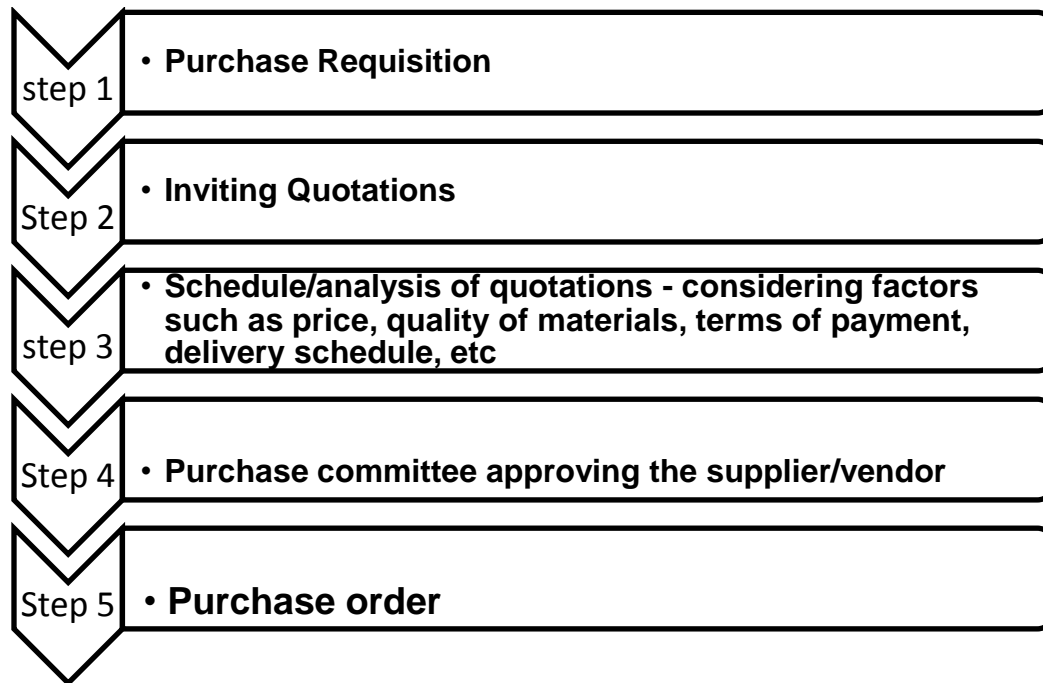 step 1
• Purchase Requisition
Step 2
• Inviting Quotations
step 3
• Schedule/analysis of quotations - considering factors
such as price, quality of materials, terms of payment,
delivery schedule, etc
Step 4
• Purchase committee approving the supplier/vendor
Step 5
• Purchase order